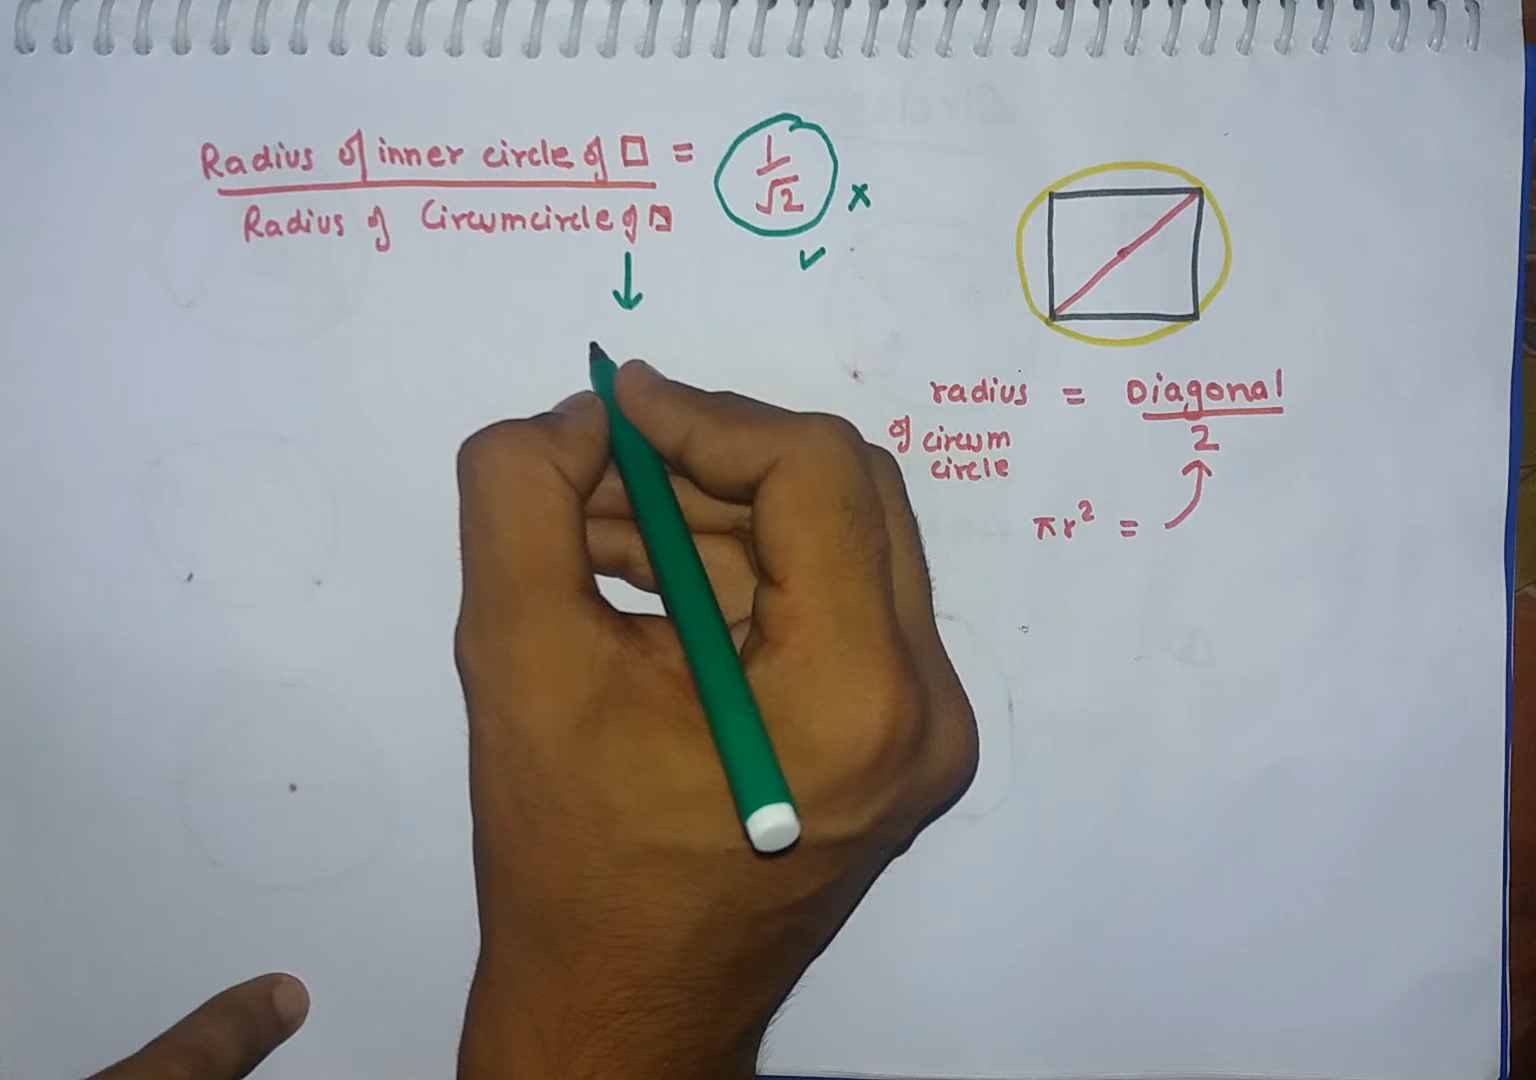 Radius of inner circle of □ = 1/√2 x
Radius of Circumcircle of □ ✓
↓
radius = Diagonal
of circum 2
circle
πr² =